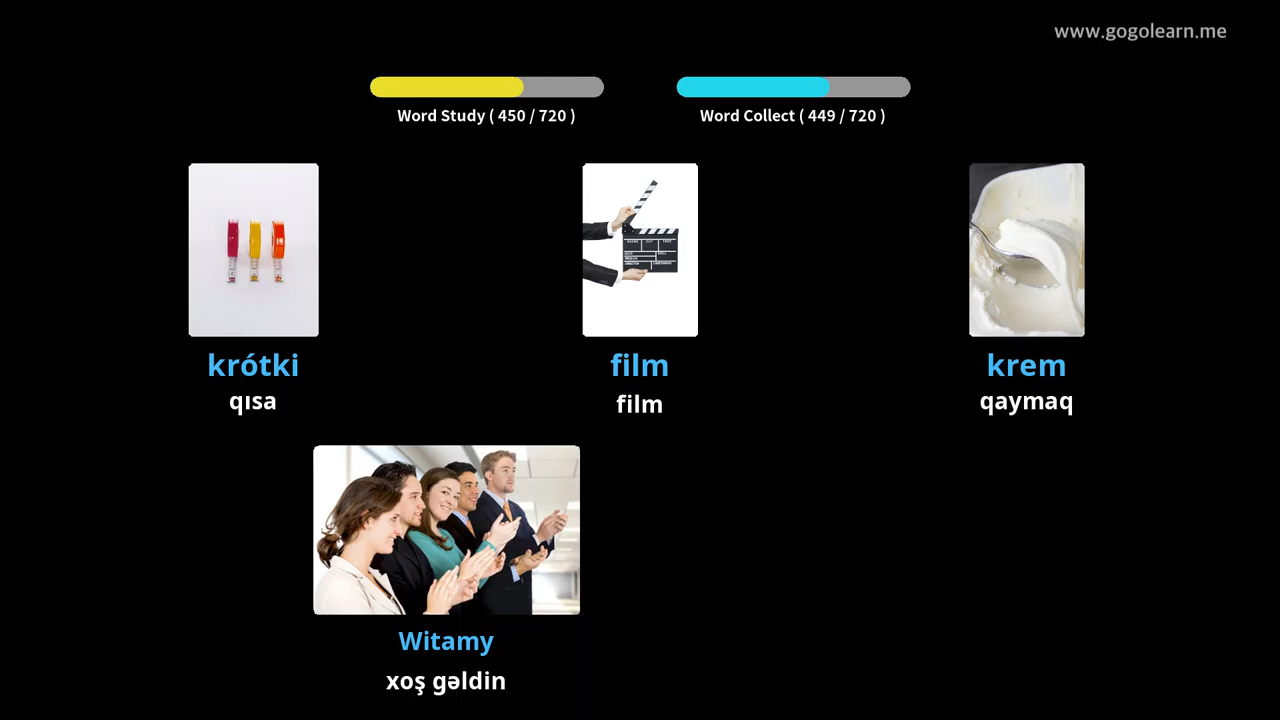 www.gogolearn.me
Word Study ( 450 / 720 )
Word Collect ( 449 / 720 )
krótki
qısa
film
film
krem
qaymaq
Witamy
xoş gəldin